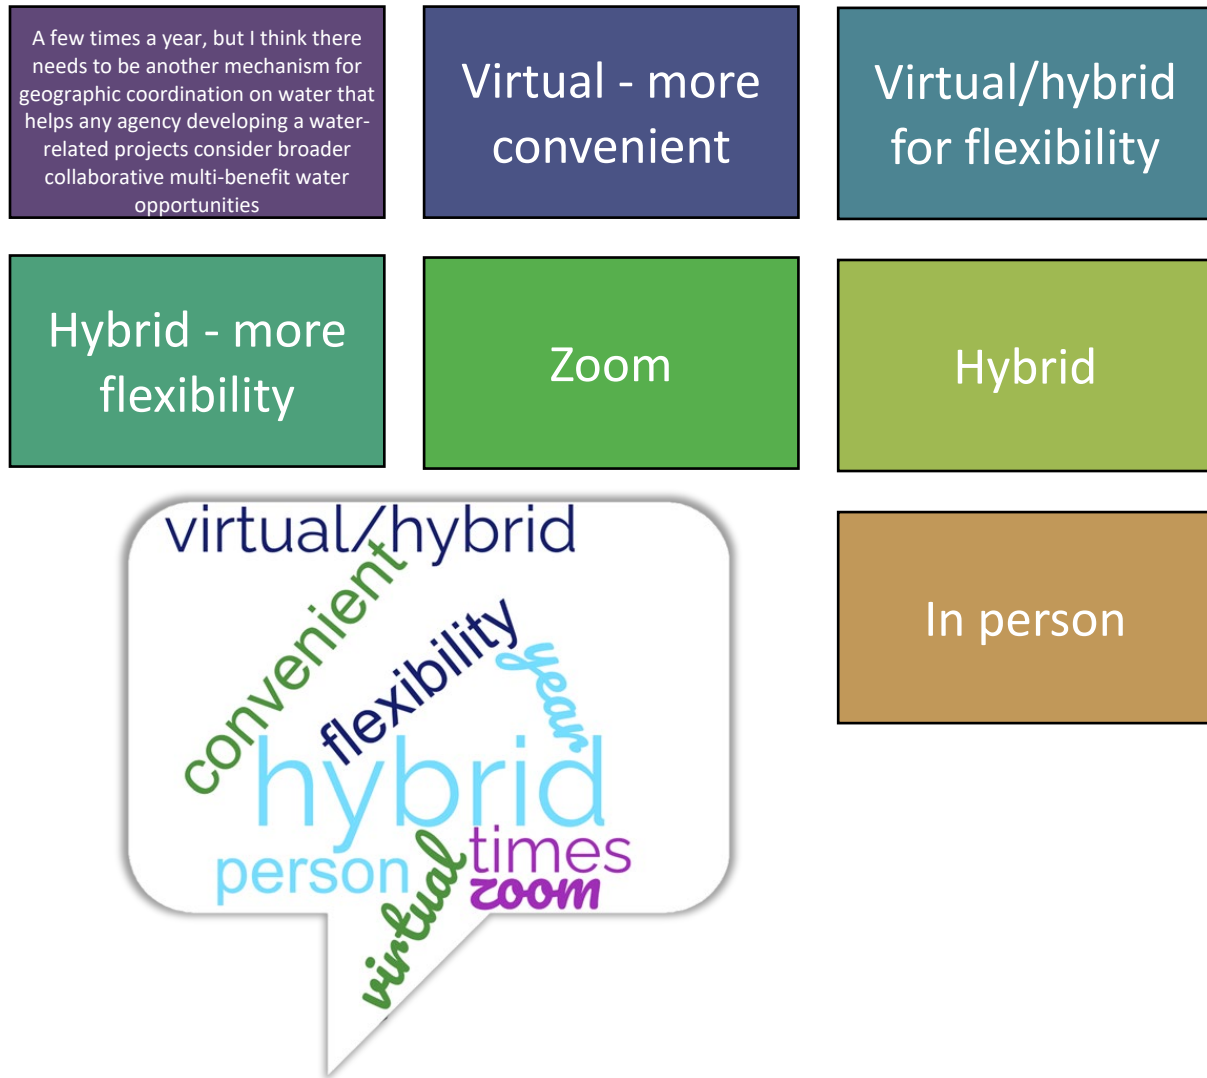 A few times a year, but I think there
needs to be another mechanism for
geographic coordination on water that
helps any agency developing a water-
related projects consider broader
collaborative multi-benefit water
opportunities
Virtual - more
convenient
Virtual/hybrid
for flexibility
Hybrid - more
flexibility
Zoom
Hybrid
In person
virtual/hybrid
convenient
flexibility
year
hybrid
person
virtual
times
zoom